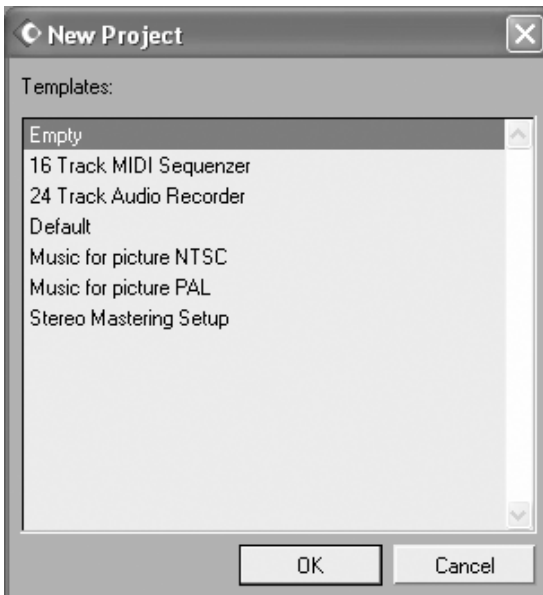 New Project
Templates:
Empty
16 Track MIDI Sequenzer
24 Track Audio Recorder
Default
Music for picture NTSC
Music for picture PAL
Stereo Mastering Setup
OK Cancel